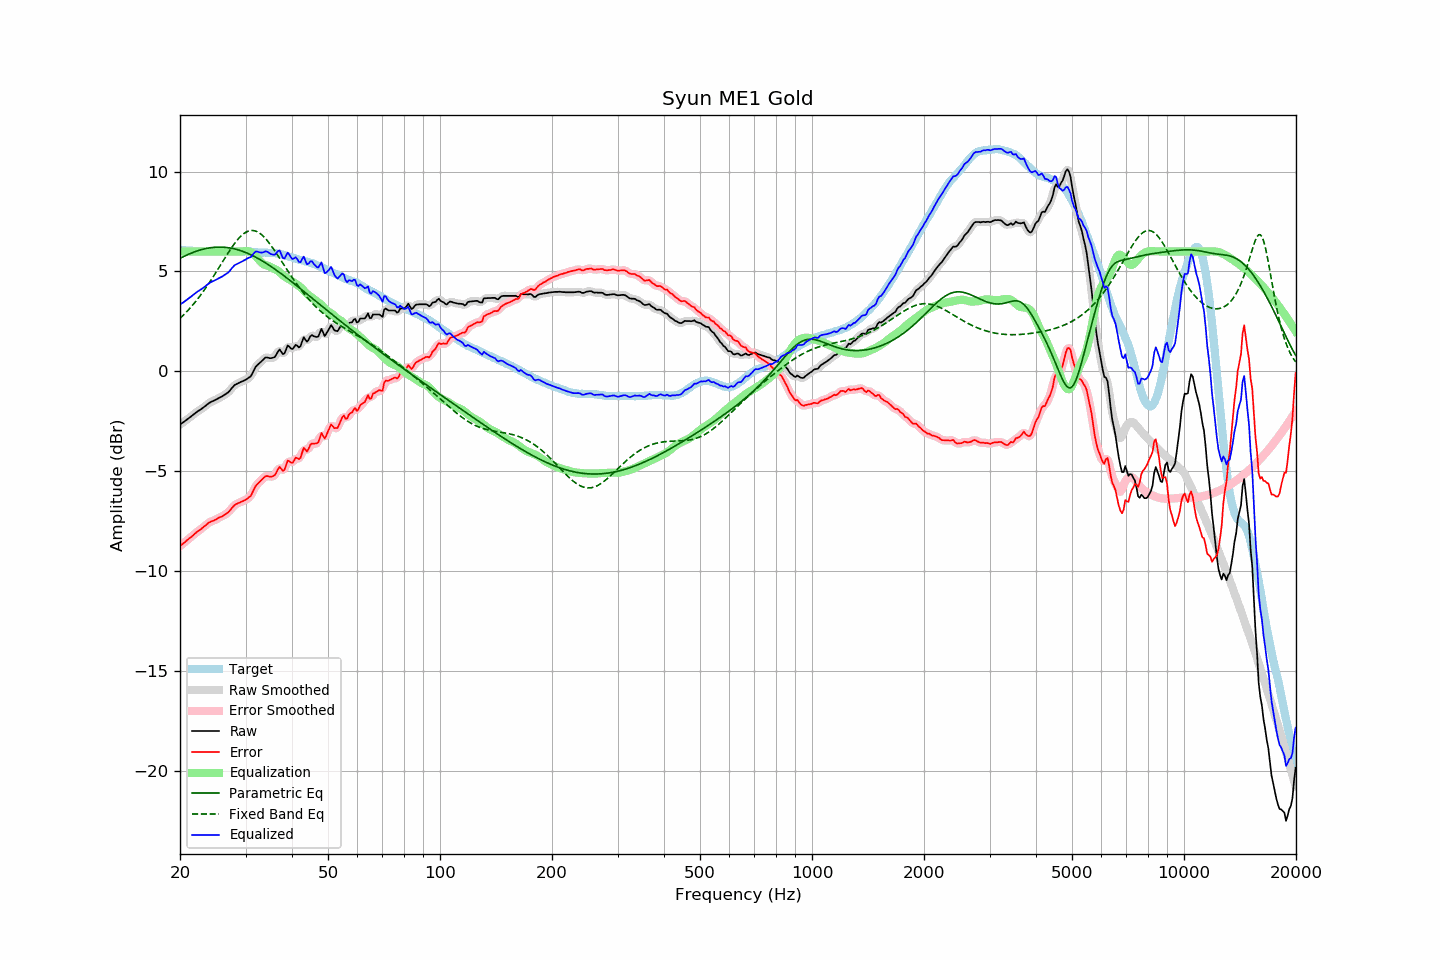 Syun ME1 Gold
Amplitude (dBr)
10
5
0
−5
−10
−15
−20
Target
Raw Smoothed
Error Smoothed
Raw
Error
Equalization
Parametric Eq
Fixed Band Eq
Equalized
20 50 100 200 500 1000 2000 5000 10000 20000
Frequency (Hz)